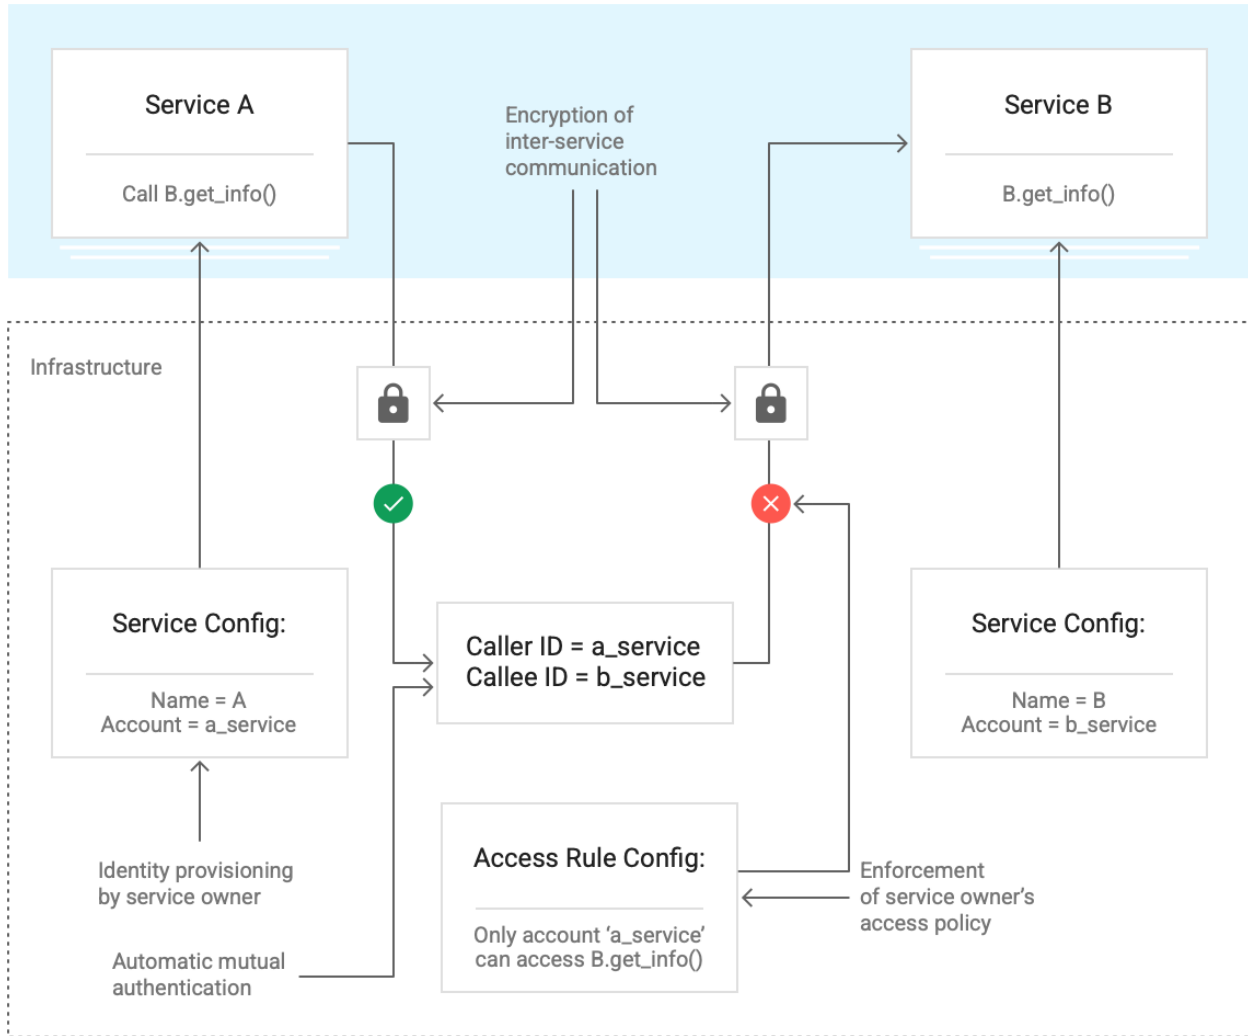 Service A
Call B.get_info()
Encryption of
inter-service
communication
Service B
B.get_info()
Infrastructure
Service Config:
Name = A
Account = a_service
Caller ID = a_service
Callee ID = b_service
Service Config:
Name = B
Account = b_service
Identity provisioning
by service owner
Automatic mutual
authentication
Access Rule Config:
Only account ‘a_service’
can access B.get_info()
Enforcement
of service owner’s
access policy